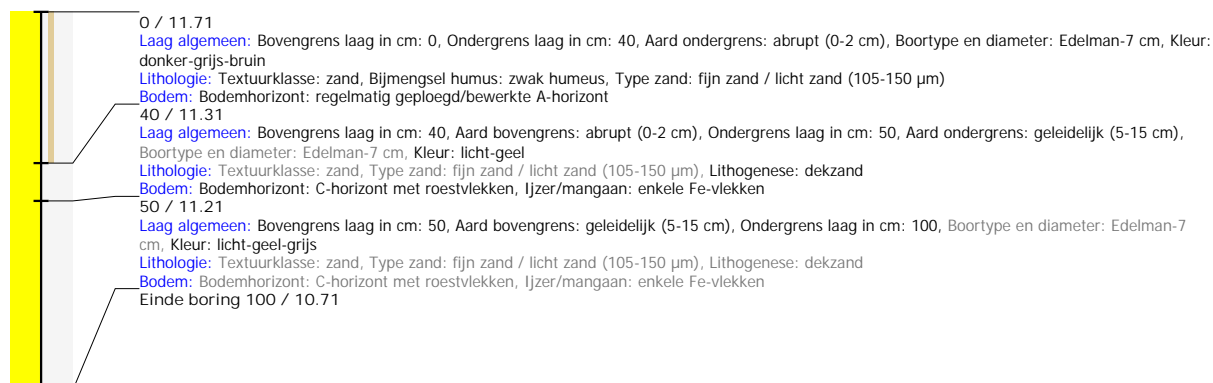 0 / 11.71
Laag algemeen: Bovengrens laag in cm: 0, Ondergrens laag in cm: 40, Aard ondergrens: abrupt (0-2 cm), Boortype en diameter: Edelman-7 cm, Kleur:
donker-grijs-bruin
Lithologie: Textuurklasse: zand, Bijmengsel humus: zwak humeus, Type zand: fijn zand / licht zand (105-150 µm)
Bodem: Bodemhorizont: regelmatig geploegd/bewerkte A-horizont
40 / 11.31
Laag algemeen: Bovengrens laag in cm: 40, Aard bovengrens: abrupt (0-2 cm), Ondergrens laag in cm: 50, Aard ondergrens: geleidelijk (5-15 cm),
Boortype en diameter: Edelman-7 cm, Kleur: licht-geel
Lithologie: Textuurklasse: zand, Type zand: fijn zand / licht zand (105-150 µm), Lithogenese: dekzand
Bodem: Bodemhorizont: C-horizont met roestvlekken, Ijzer/mangaan: enkele Fe-vlekken
50 / 11.21
Laag algemeen: Bovengrens laag in cm: 50, Aard bovengrens: geleidelijk (5-15 cm), Ondergrens laag in cm: 100, Boortype en diameter: Edelman-7
cm, Kleur: licht-geel-grijs
Lithologie: Textuurklasse: zand, Type zand: fijn zand / licht zand (105-150 µm), Lithogenese: dekzand
Bodem: Bodemhorizont: C-horizont met roestvlekken, Ijzer/mangaan: enkele Fe-vlekken
Einde boring 100 / 10.71